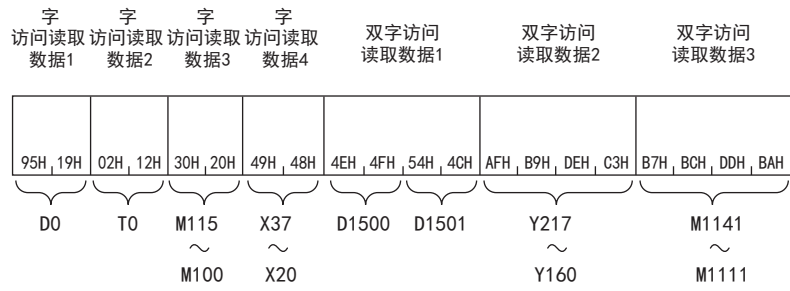 字
访问读取
数据1
字
访问读取
数据2
字
访问读取
数据3
字
访问读取
数据4
双字访问
读取数据1
双字访问
读取数据2
双字访问
读取数据3
95H 19H 02H 12H 30H 20H 49H 48H 4EH 4FH 54H 4CH AFH B9H DEH C3H B7H BCH DDH BAH
D0 T0 M115 X37 D1500 D1501 Y217 M1141
～ ～ ～ ～
M100 X20 Y160 M1111